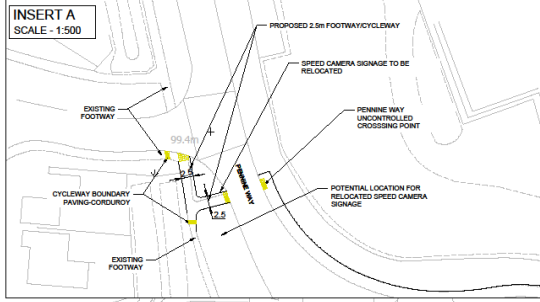 INSERT A
SCALE - 1:500
PROPOSED 2.5m FOOTWAY/CYCLEWAY
SPEED CAMERA SIGNAGE TO BE
RELOCATED
EXISTING
FOOTWAY
PENNINE WAY
UNCONTROLLED
CROSSSING POINT
99.4m
2.5
PENNINE WAY
CYCLEWAY BOUNDARY
PAVING-CORDUROY
POTENTIAL LOCATION FOR
RELOCATED SPEED CAMERA
SIGNAGE
2.5
EXISTING
FOOTWAY